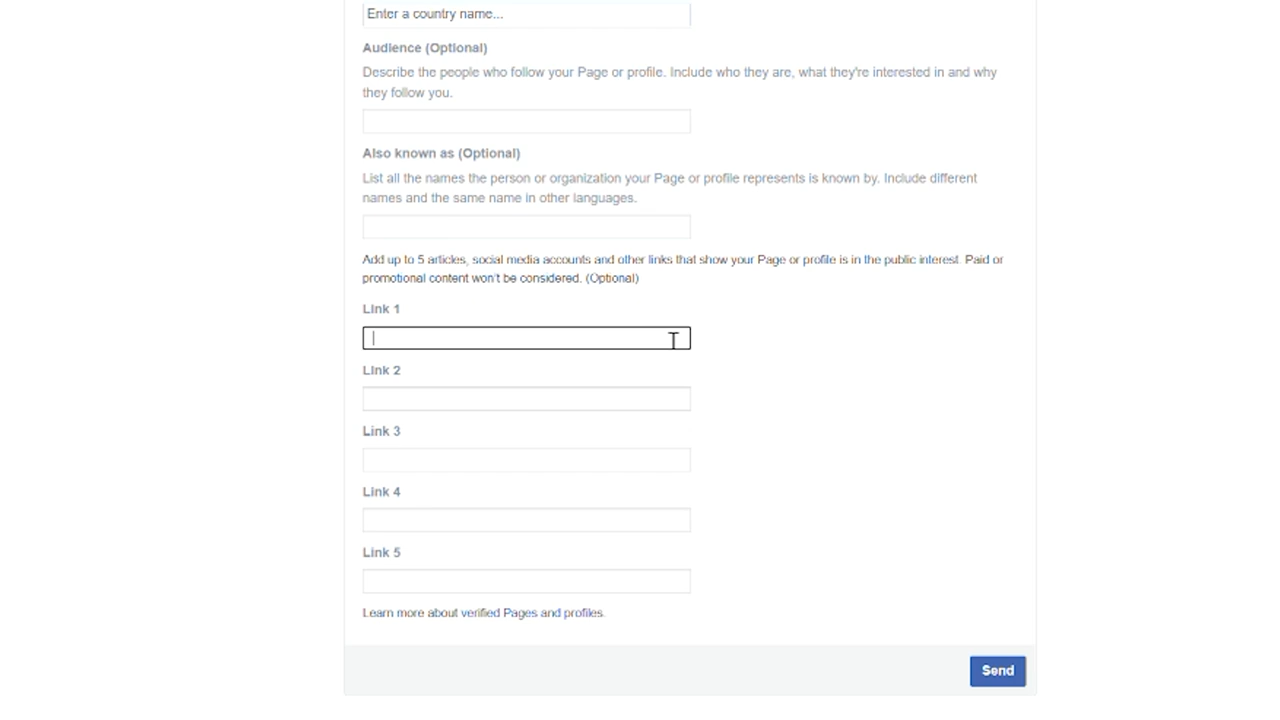 Enter a country name...
Audience (Optional)
Describe the people who follow your Page or profile. Include who they are, what they're interested in and why
they follow you.
Also known as (Optional)
List all the names the person or organization your Page or profile represents is known by. Include different
names and the same name in other languages.
Add up to 5 articles, social media accounts and other links that show your Page or profile is in the public interest. Paid or
promotional content won't be considered. (Optional)
Link 1
Link 2
Link 3
Link 4
Link 5
Learn more about verified Pages and profiles.
Send